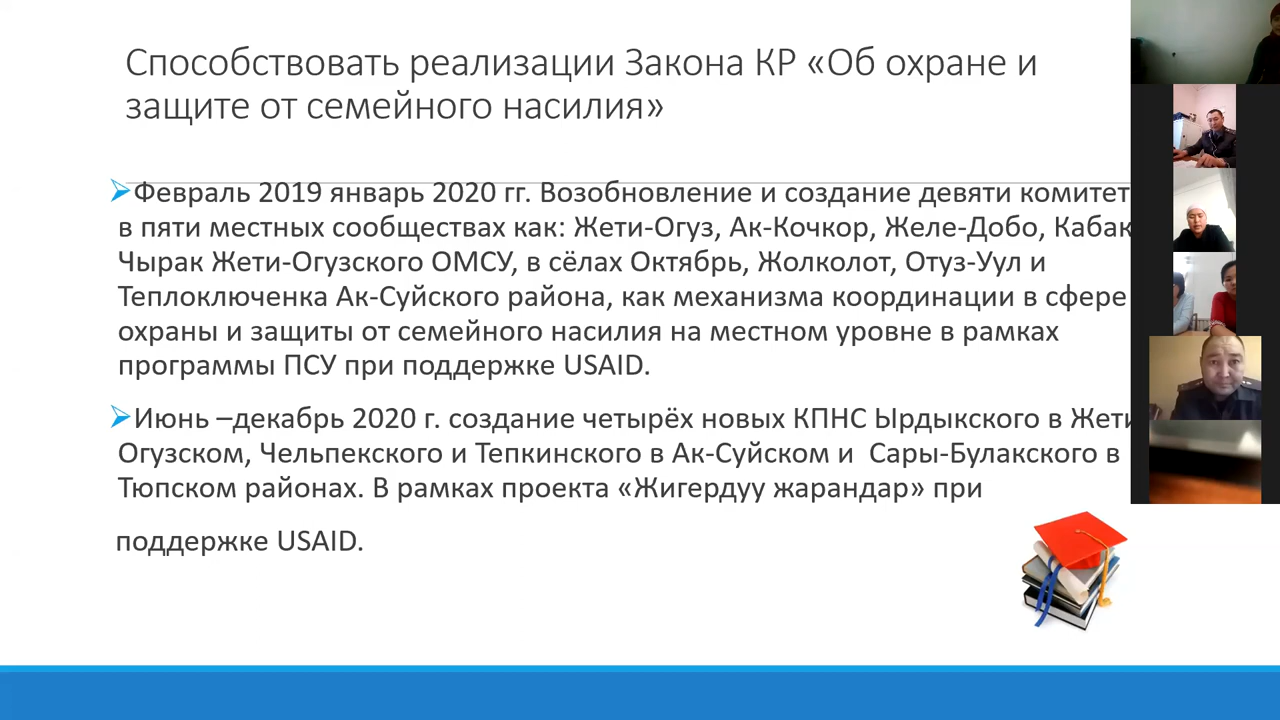 Способствовать реализации Закона КР «Об охране и
защите от семейного насилия»
Февраль 2019 январь 2020 гг. Возобновление и создание девяти комитет
в пяти местных сообществах как: Жети-Огуз, Ак-Кочкор, Желе-Добо, Кабак
Чырак Жети-Огузского ОМСУ, в сёлах Октябрь, Жолколот, Отуз-Уул и
Теплоключенка Ак-Суйского района, как механизма координации в сфере
охраны и защиты от семейного насилия на местном уровне в рамках
программы ПСУ при поддержке USAID.
Июнь –декабрь 2020 г. создание четырёх новых КПНС Ырдыкского в Жети
Огузском, Чельпекского и Тепкинского в Ак-Суйском и Сары-Булакского в
Тюпском районах. В рамках проекта «Жигердуу жарандар» при
поддержке USAID.